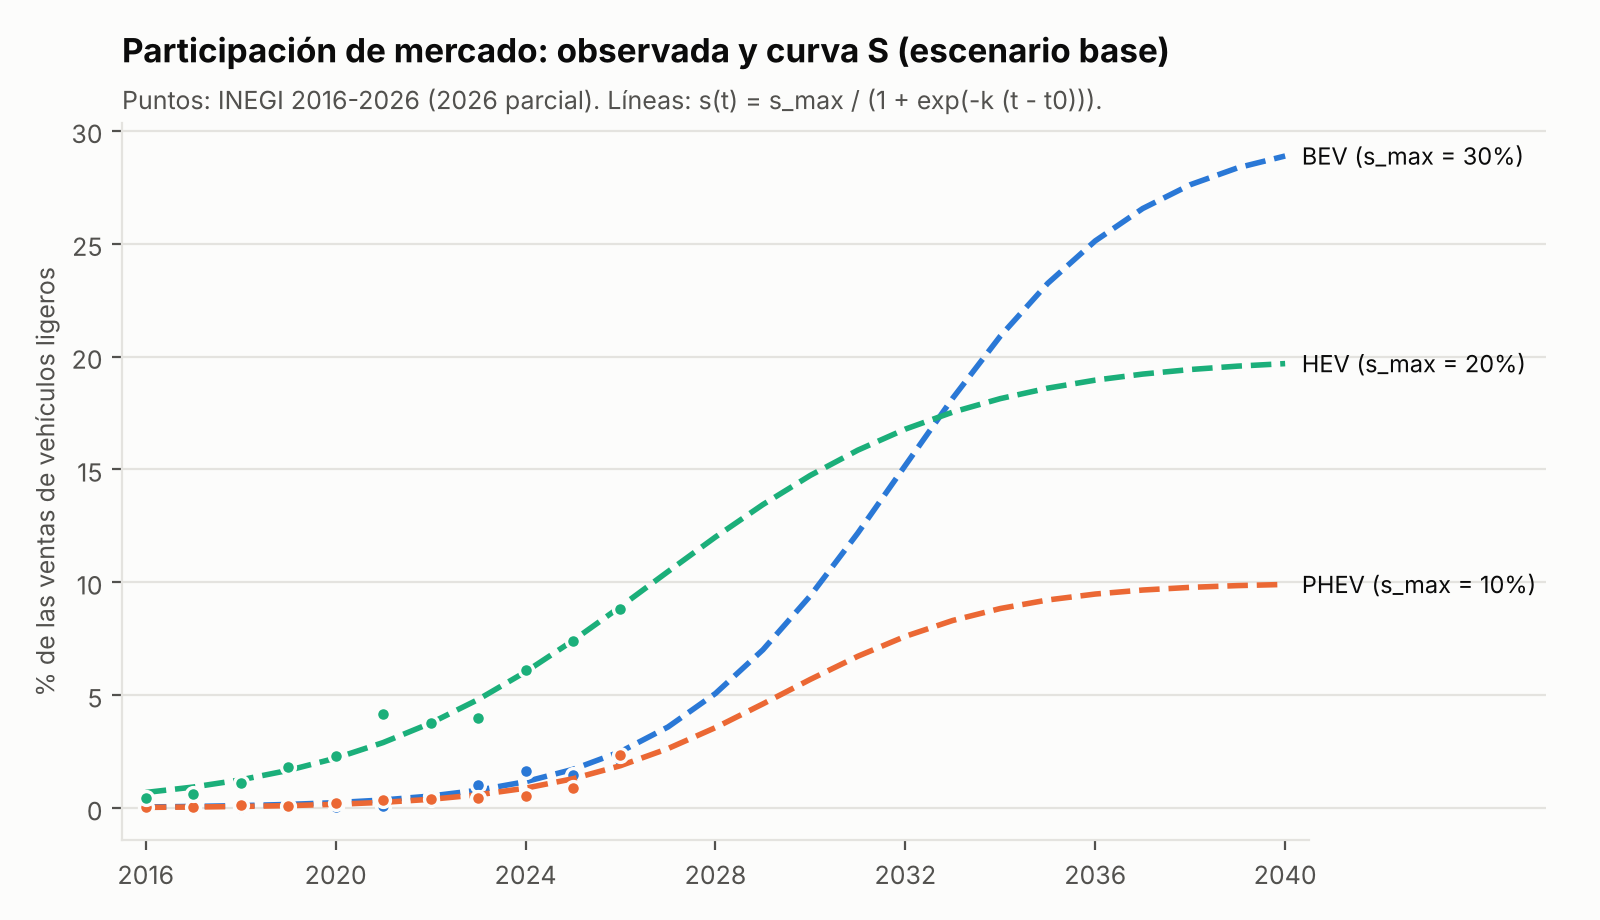 Participación de mercado: observada y curva S (escenario base)
Puntos: INEGI 2016-2026 (2026 parcial). Líneas: s(t) = s_max / (1 + exp(-k (t - t0))).
% de las ventas de vehículos ligeros
30
25
20
15
10
5
0
BEV (s_max = 30%)
HEV (s_max = 20%)
PHEV (s_max = 10%)
2016 2020 2024 2028 2032 2036 2040